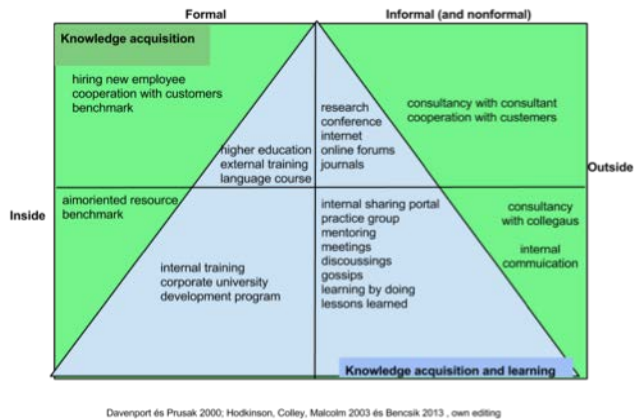 Formal
Informal (and nonformal)
Knowledge acquisition
hiring new employee
cooperation with customers
benchmark
higher education
external training
language course
research
conference
internet
online forums
journals
consultancy with consultant
cooperation with custemers
Outside
Inside
aimoriented resource
benchmark
internal training
corporate university
development program
internal sharing portal
practice group
mentoring
meetings
discoussings
gossips
learning by doing
lessons learned
consultancy
with collegaus
internal
commuication
Knowledge acquisition and learning
Davenport és Prusak 2000; Hodkinson, Colley, Malcolm 2003 és Bencsik 2013 , own editing